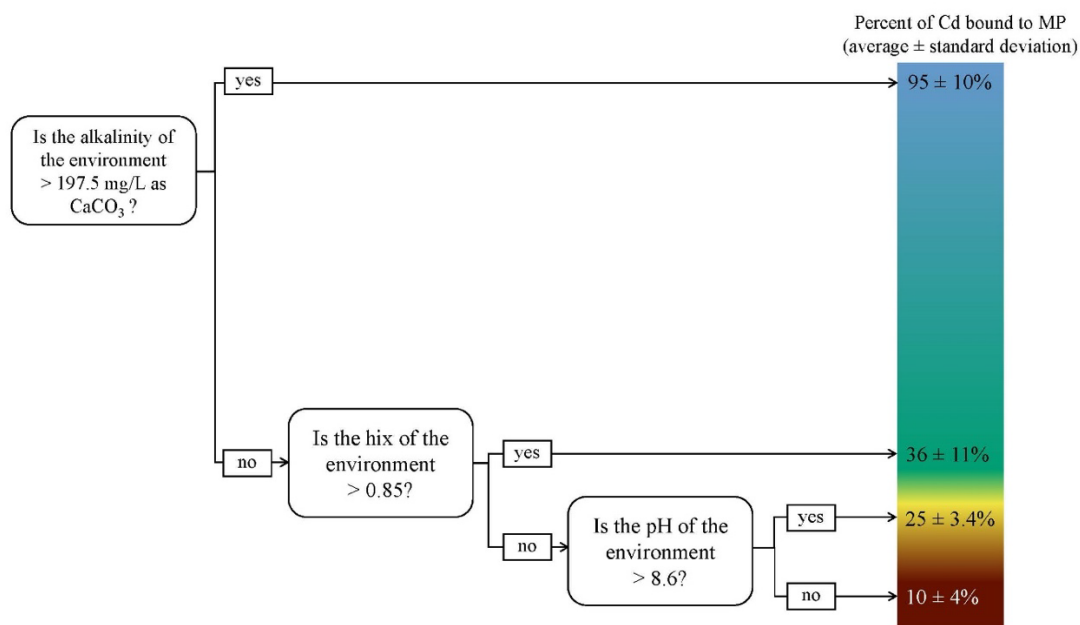 Percent of Cd bound to MP
(average ± standard deviation)
yes
95 ± 10%
Is the alkalinity of
the environment
> 197.5 mg/L as
CaCO₃ ?
no
Is the hix of the
environment
> 0.85?
yes
36 ± 11%
no
Is the pH of the
environment
> 8.6?
yes
25 ± 3.4%
no
10 ± 4%